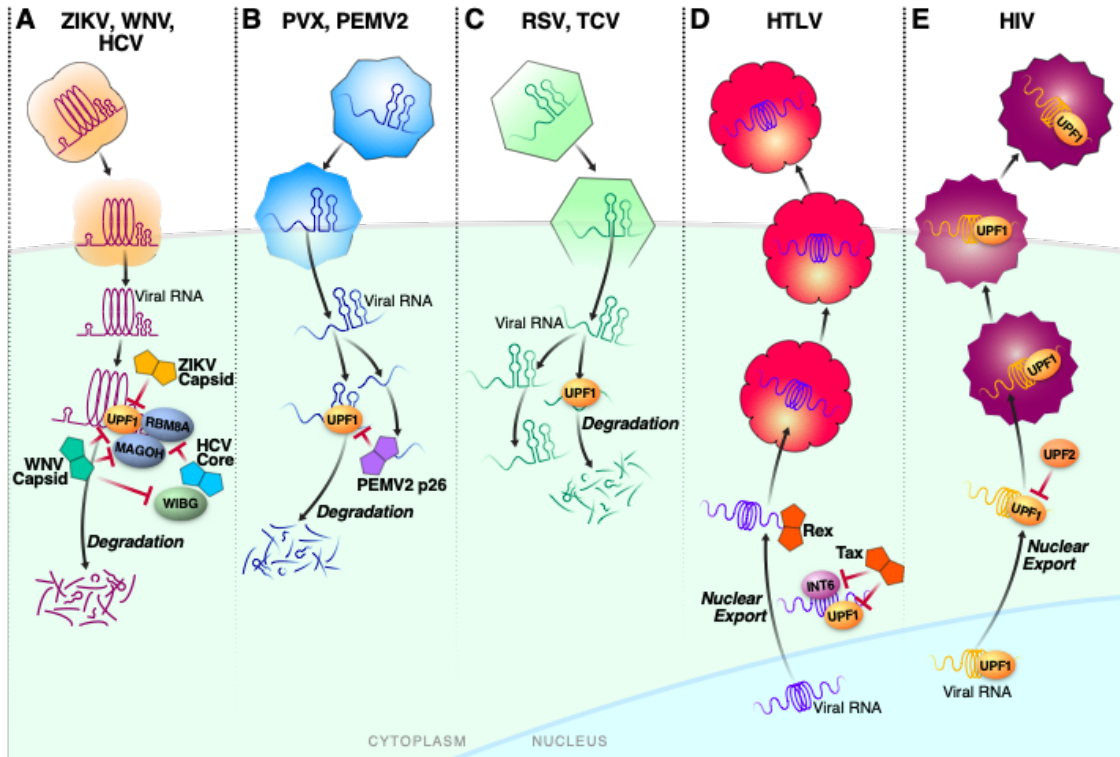 A
ZIKV, WNV,
HCV
Viral RNA
ZIKV
Capsid
UPF1
RBM8A
MAGOH
WNV
Capsid
HCV
Core
WIBG
Degradation
B
PVX, PEMV2
Viral RNA
UPF1
PEMV2 p26
Degradation
C
RSV, TCV
Viral RNA
UPF1
Degradation
D
HTLV
Rex
Tax
INT6
UPF1
Nuclear
Export
Viral RNA
E
HIV
UPF1
UPF1
UPF1
UPF2
UPF1
Nuclear
Export
UPF1
Viral RNA
CYTOPLASM
NUCLEUS